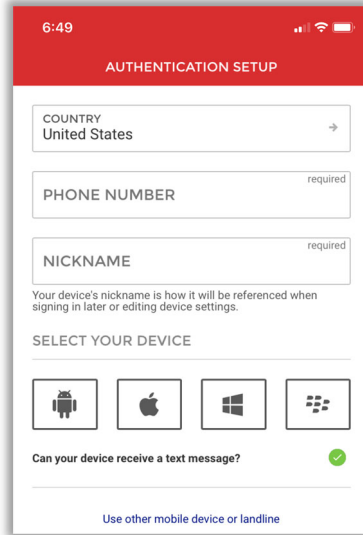 6:49
AUTHENTICATION SETUP
COUNTRY
United States
required
PHONE NUMBER
required
NICKNAME
Your device's nickname is how it will be referenced when
signing in later or editing device settings.
SELECT YOUR DEVICE
Can your device receive a text message?
Use other mobile device or landline